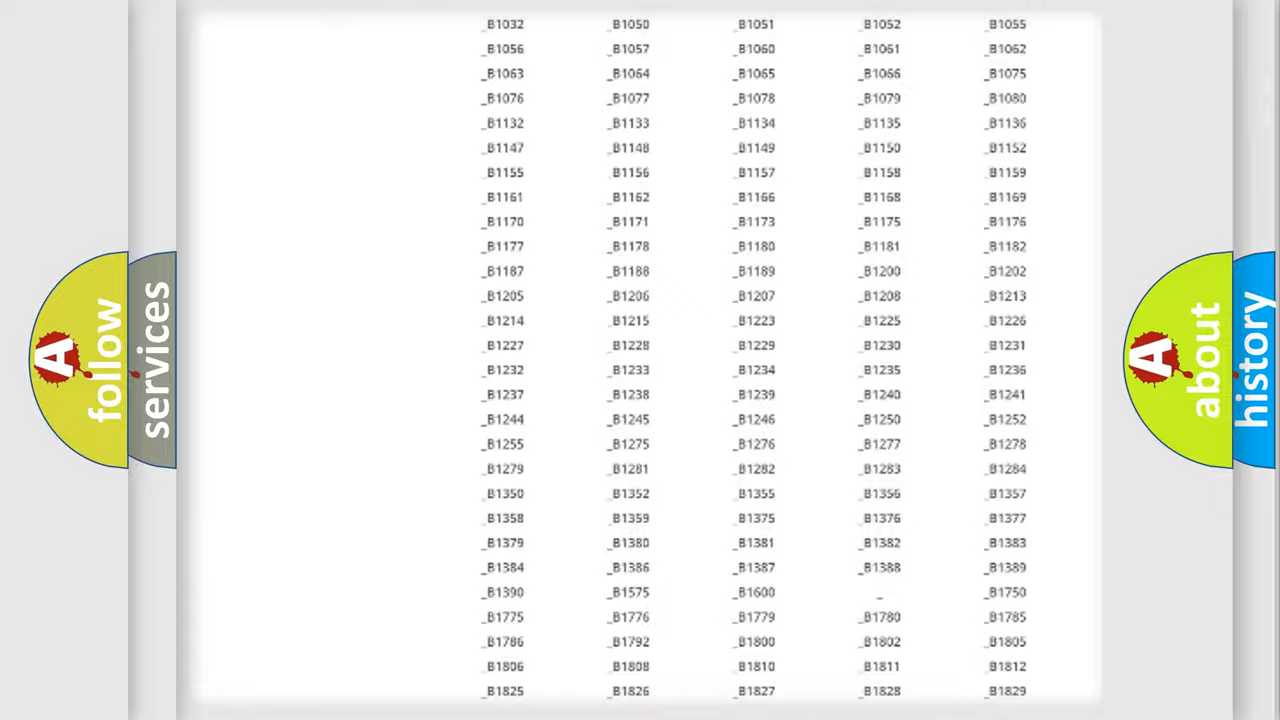 _B1032 _B1050 _B1051 _B1052 _B1055
_B1056 _B1057 _B1060 _B1061 _B1062
_B1063 _B1064 _B1065 _B1066 _B1075
_B1076 _B1077 _B1078 _B1079 _B1080
_B1132 _B1133 _B1134 _B1135 _B1136
_B1147 _B1148 _B1149 _B1150 _B1152
_B1155 _B1156 _B1157 _B1158 _B1159
_B1161 _B1162 _B1166 _B1168 _B1169
_B1170 _B1171 _B1173 _B1175 _B1176
_B1177 _B1178 _B1180 _B1181 _B1182
_B1187 _B1188 _B1189 _B1200 _B1202
_B1205 _B1206 _B1207 _B1208 _B1213
_B1214 _B1215 _B1223 _B1225 _B1226
_B1227 _B1228 _B1229 _B1230 _B1231
_B1232 _B1233 _B1234 _B1235 _B1236
_B1237 _B1238 _B1239 _B1240 _B1241
_B1244 _B1245 _B1246 _B1250 _B1252
_B1255 _B1275 _B1276 _B1277 _B1278
_B1279 _B1281 _B1282 _B1283 _B1284
_B1350 _B1352 _B1355 _B1356 _B1357
_B1358 _B1359 _B1375 _B1376 _B1377
_B1379 _B1380 _B1381 _B1382 _B1383
_B1384 _B1386 _B1387 _B1388 _B1389
_B1390 _B1575 _B1600 _ _B1750
_B1775 _B1776 _B1779 _B1780 _B1785
_B1786 _B1792 _B1800 _B1802 _B1805
_B1806 _B1808 _B1810 _B1811 _B1812
_B1825 _B1826 _B1827 _B1828 _B1829
A
follow
services
A
about
history